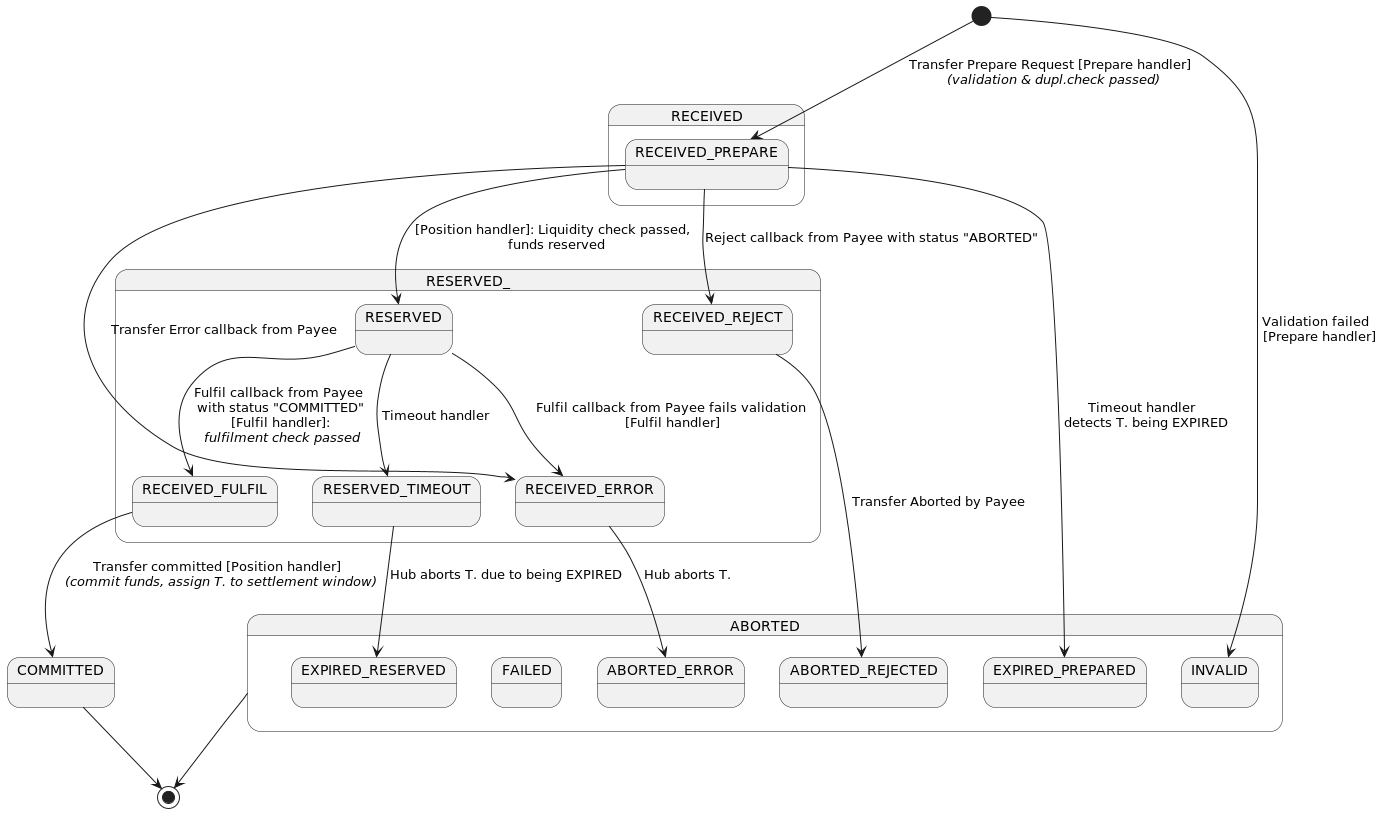 Transfer Prepare Request [Prepare handler]
(validation & dupl.check passed)
RECEIVED
RECEIVED_PREPARE
[Position handler]: Liquidity check passed,
funds reserved
Reject callback from Payee with status "ABORTED"
RESERVED_
RESERVED
RECEIVED_REJECT
Transfer Error callback from Payee
Validation failed
[Prepare handler]
Fulfil callback from Payee
with status "COMMITTED"
[Fulfil handler]:
fulfilment check passed
Timeout handler
Fulfil callback from Payee fails validation
[Fulfil handler]
Timeout handler
detects T. being EXPIRED
RECEIVED_FULFIL
RESERVED_TIMEOUT
RECEIVED_ERROR
Transfer Aborted by Payee
Transfer committed [Position handler]
(commit funds, assign T. to settlement window)
Hub aborts T. due to being EXPIRED
Hub aborts T.
ABORTED
COMMITTED
EXPIRED_RESERVED
FAILED
ABORTED_ERROR
ABORTED_REJECTED
EXPIRED_PREPARED
INVALID